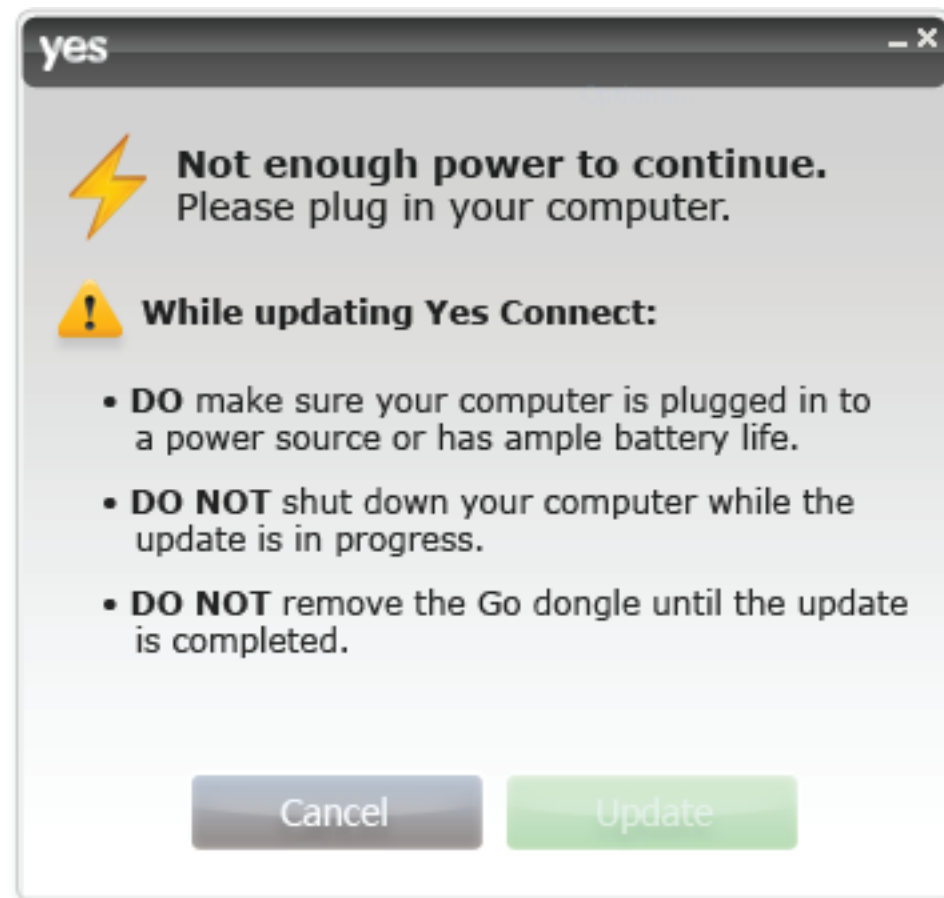 yes
Not enough power to continue.
Please plug in your computer.
While updating Yes Connect:
• DO make sure your computer is plugged in to
a power source or has ample battery life.
• DO NOT shut down your computer while the
update is in progress.
• DO NOT remove the Go dongle until the update
is completed.
Cancel Update